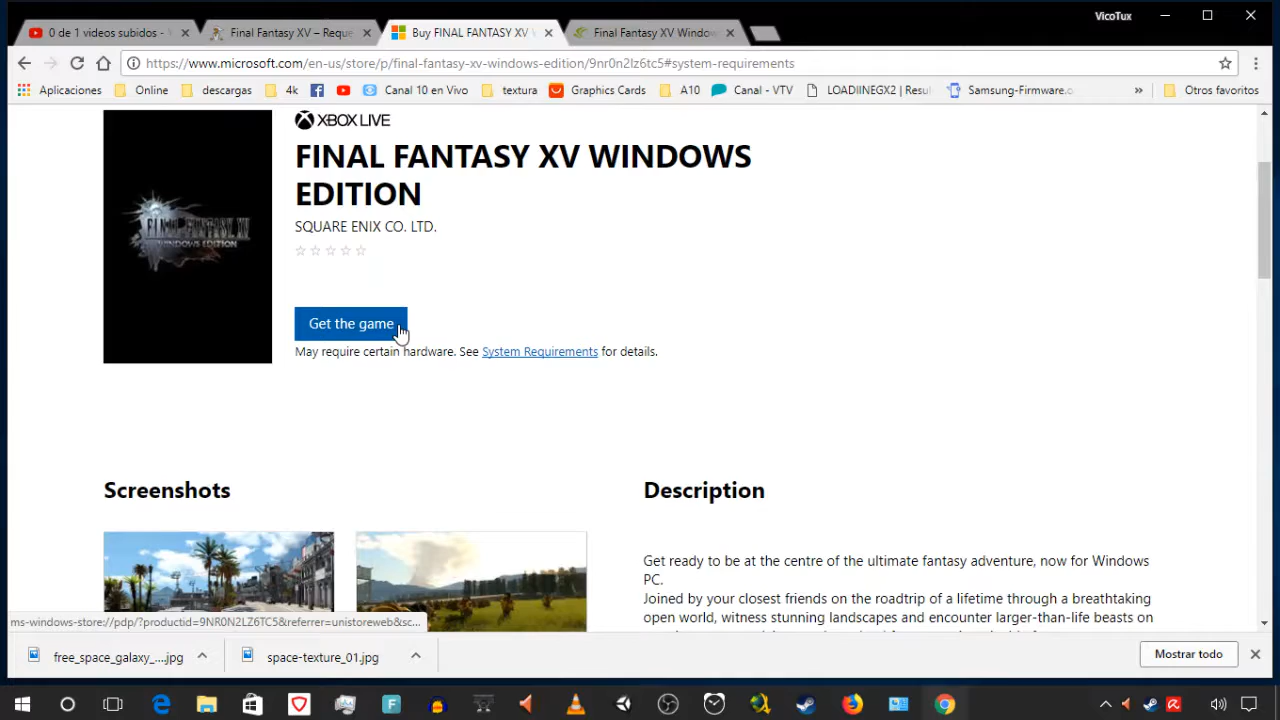 VicoTux
0 de 1 videos subidos -
Final Fantasy XV – Reque
Buy FINAL FANTASY XV
Final Fantasy XV Window
https://www.microsoft.com/en-us/store/p/final-fantasy-xv-windows-edition/9nr0n2lz6tc5#system-requirements
Aplicaciones Online descargas 4k Canal 10 en Vivo textura Graphics Cards A10 Canal - VTV LOADIINEGX2 | Resul Samsung-Firmware.o » Otros favoritos
XBOX LIVE
FINAL FANTASY XV WINDOWS
EDITION
SQUARE ENIX CO. LTD.
FINAL FANTASY XV
WINDOWS EDITION
Get the game
May require certain hardware. See System Requirements for details.
Screenshots
Description
Get ready to be at the centre of the ultimate fantasy adventure, now for Windows
PC.
Joined by your closest friends on the roadtrip of a lifetime through a breathtaking
open world, witness stunning landscapes and encounter larger-than-life beasts on
ms-windows-store://pdp/?productid=9NR0N2LZ6TC5&referrer=unistoreweb&sc...
free_space_galaxy_....jpg
space-texture_01.jpg
Mostrar todo